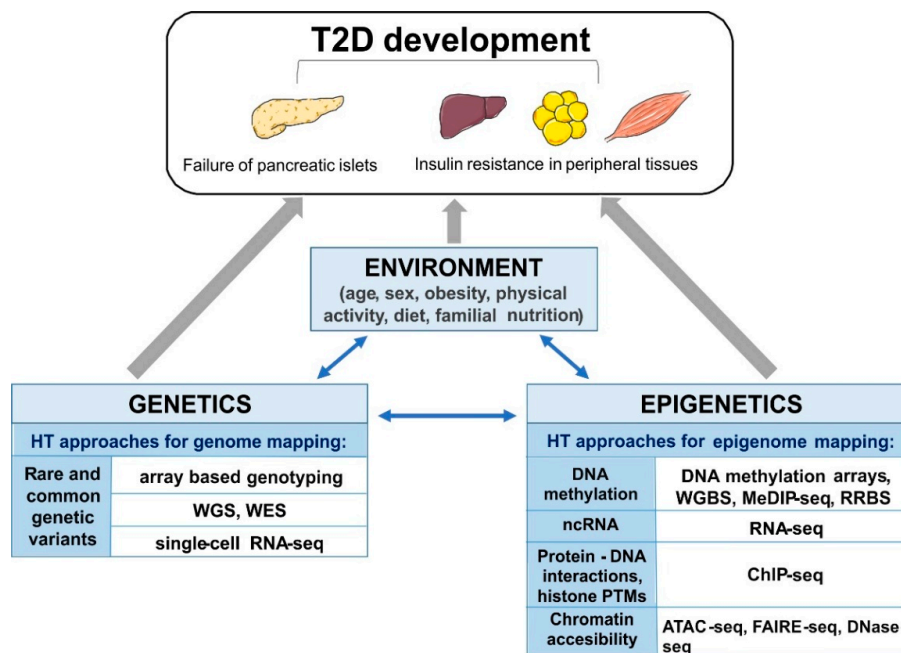 T2D development
Failure of pancreatic islets
Insulin resistance in peripheral tissues
ENVIRONMENT
(age, sex, obesity, physical
activity, diet, familial nutrition)
GENETICS
HT approaches for genome mapping:
Rare and
common
genetic
variants
array based genotyping
WGS, WES
single-cell RNA-seq
EPIGENETICS
HT approaches for epigenome mapping:
DNA
methylation
DNA methylation arrays,
WGBS, MeDIP-seq, RRBS
ncRNA
RNA-seq
Protein - DNA
interactions,
histone PTMs
ChIP-seq
Chromatin
accesibility
ATAC-seq, FAIRE-seq, DNase
seq